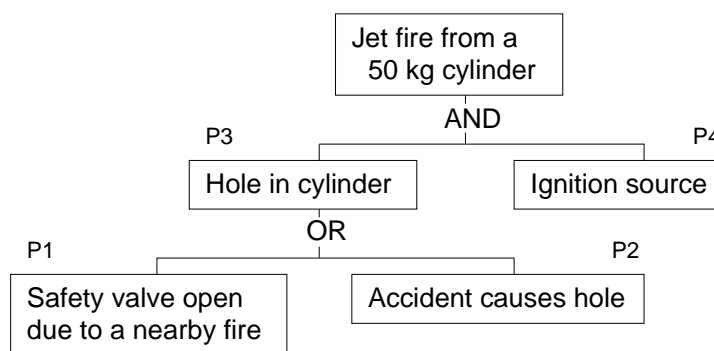 Jet fire from a
50 kg cylinder
AND
P3
P4
Hole in cylinder
Ignition source
OR
P1
P2
Safety valve open
due to a nearby fire
Accident causes hole